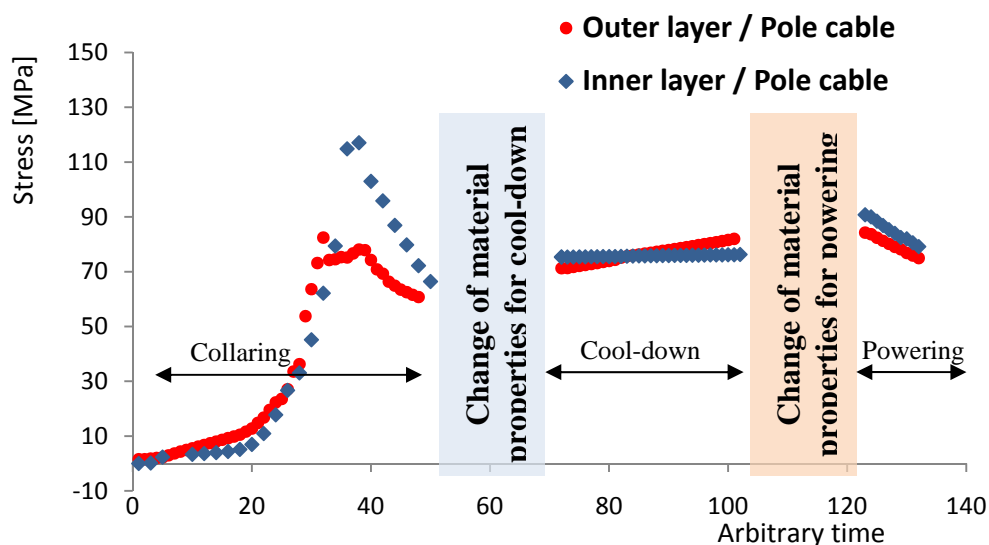 Outer layer / Pole cable
Inner layer / Pole cable
Stress [MPa]
150
130
110
90
70
50
30
10
-10
Collaring
Change of material
properties for cool-down
Cool-down
Change of material
properties for powering
Powering
0
20
40
60
80
100
120
140
Arbitrary time